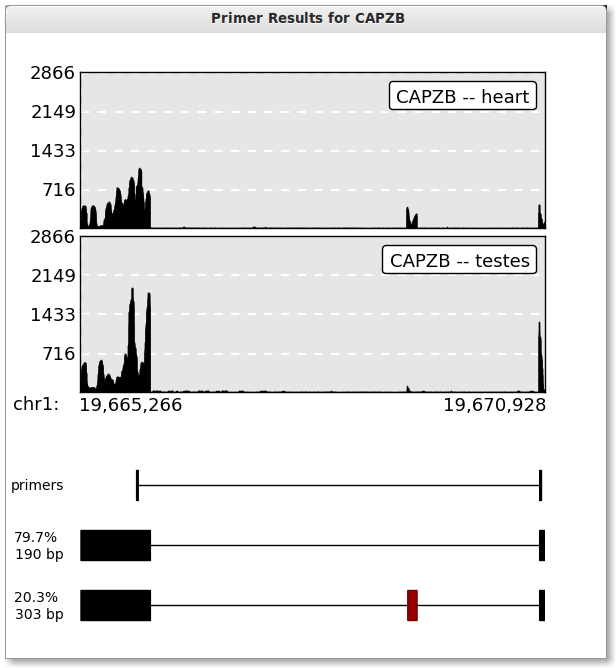 Primer Results for CAPZB
2866
CAPZB -- heart
2149
1433
716
2866
CAPZB -- testes
2149
1433
716
chr1: 19,665,266 19,670,928
primers
79.7%
190 bp
20.3%
303 bp